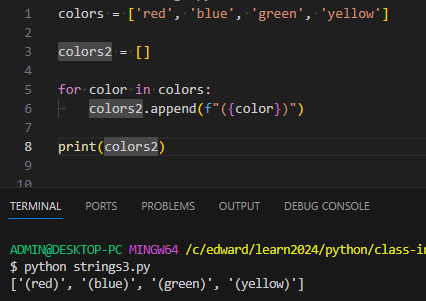 1 colors = ['red', 'blue', 'green', 'yellow']
2
3 colors2 = []
4
5 for color in colors:
6     colors2.append(f"({color})")
7
8 print(colors2)
9
10
TERMINAL PORTS PROBLEMS OUTPUT DEBUG CONSOLE
ADMIN@DESKTOP-PC MINGW64 /c/edward/learn2024/python/class-in
$ python strings3.py
['(red)', '(blue)', '(green)', '(yellow)']